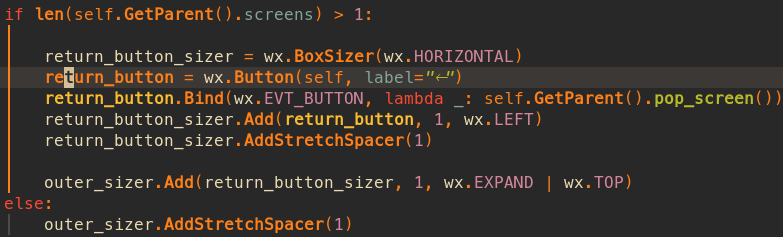 if len(self.GetParent().screens) > 1:
return_button_sizer = wx.BoxSizer(wx.HORIZONTAL)
return_button = wx.Button(self, label="←")
return_button.Bind(wx.EVT_BUTTON, lambda _: self.GetParent().pop_screen())
return_button_sizer.Add(return_button, 1, wx.LEFT)
return_button_sizer.AddStretchSpacer(1)
outer_sizer.Add(return_button_sizer, 1, wx.EXPAND | wx.TOP)
else:
outer_sizer.AddStretchSpacer(1)